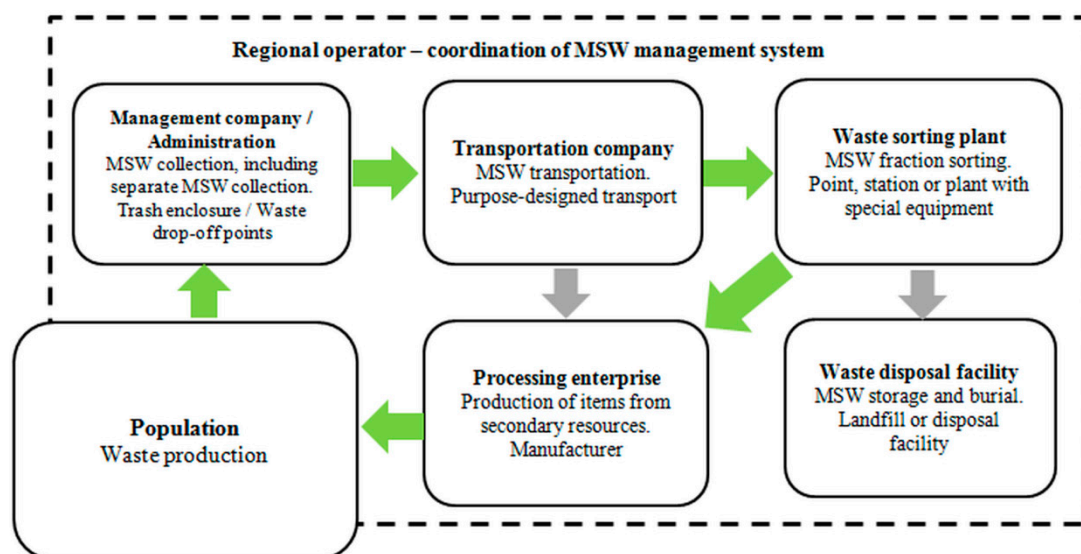 Regional operator – coordination of MSW management system
Management company /
Administration
MSW collection, including
separate MSW collection.
Trash enclosure / Waste
drop-off points
Transportation company
MSW transportation.
Purpose-designed transport
Waste sorting plant
MSW fraction sorting.
Point, station or plant with
special equipment
Population
Waste production
Processing enterprise
Production of items from
secondary resources.
Manufacturer
Waste disposal facility
MSW storage and burial.
Landfill or disposal
facility